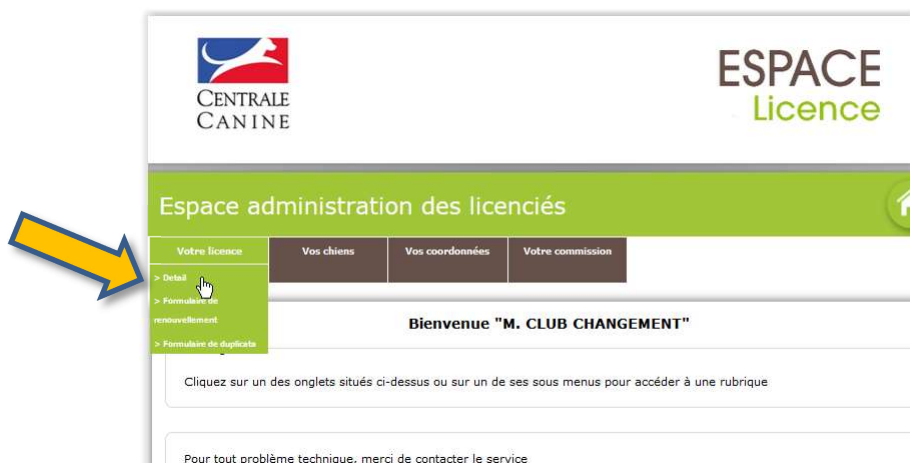 CENTRALE
CANINE
ESPACE
Licence
Espace administration des licenciés
Votre licence
Vos chiens
Vos coordonnées
Votre commission
> Detail
> Formulaire de
renouvellement
> Formulaire de duplicata
Bienvenue "M. CLUB CHANGEMENT"
Cliquez sur un des onglets situés ci-dessus ou sur un de ses sous menus pour accéder à une rubrique
Pour tout problème technique, merci de contacter le service